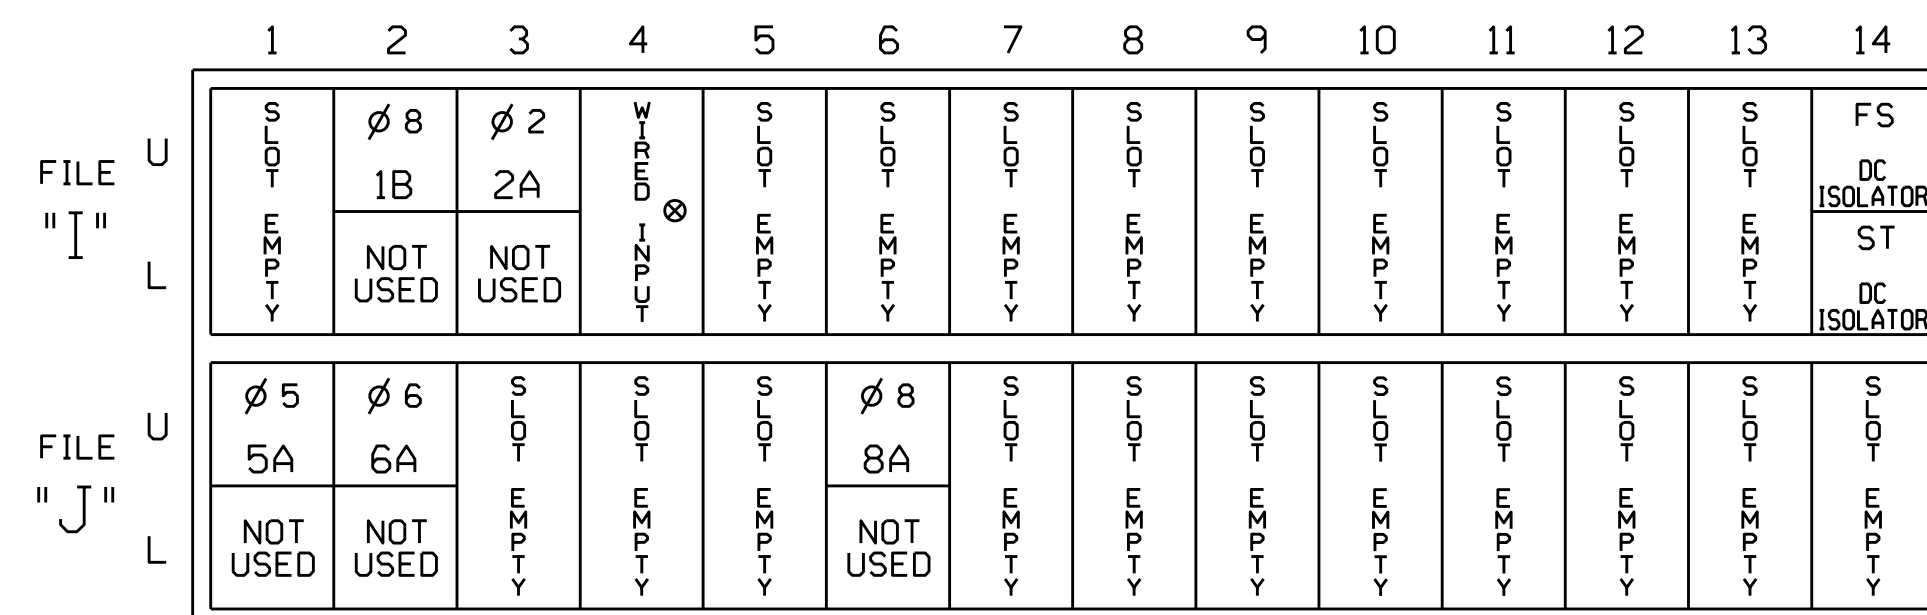 1 2 3 4 5 6 7 8 9 10 11 12 13 14
FILE "I"
U
L
SLOT EMPTY
Ø 8
1B
NOT USED
Ø 2
2A
NOT USED
WIRED INPUT ⊗
SLOT EMPTY
SLOT EMPTY
SLOT EMPTY
SLOT EMPTY
SLOT EMPTY
SLOT EMPTY
SLOT EMPTY
SLOT EMPTY
SLOT EMPTY
FS
DC
ISOLATOR
ST
DC
ISOLATOR
FILE "J"
U
L
Ø 5
5A
NOT USED
Ø 6
6A
NOT USED
SLOT EMPTY
SLOT EMPTY
SLOT EMPTY
Ø 8
8A
NOT USED
SLOT EMPTY
SLOT EMPTY
SLOT EMPTY
SLOT EMPTY
SLOT EMPTY
SLOT EMPTY
SLOT EMPTY
SLOT EMPTY